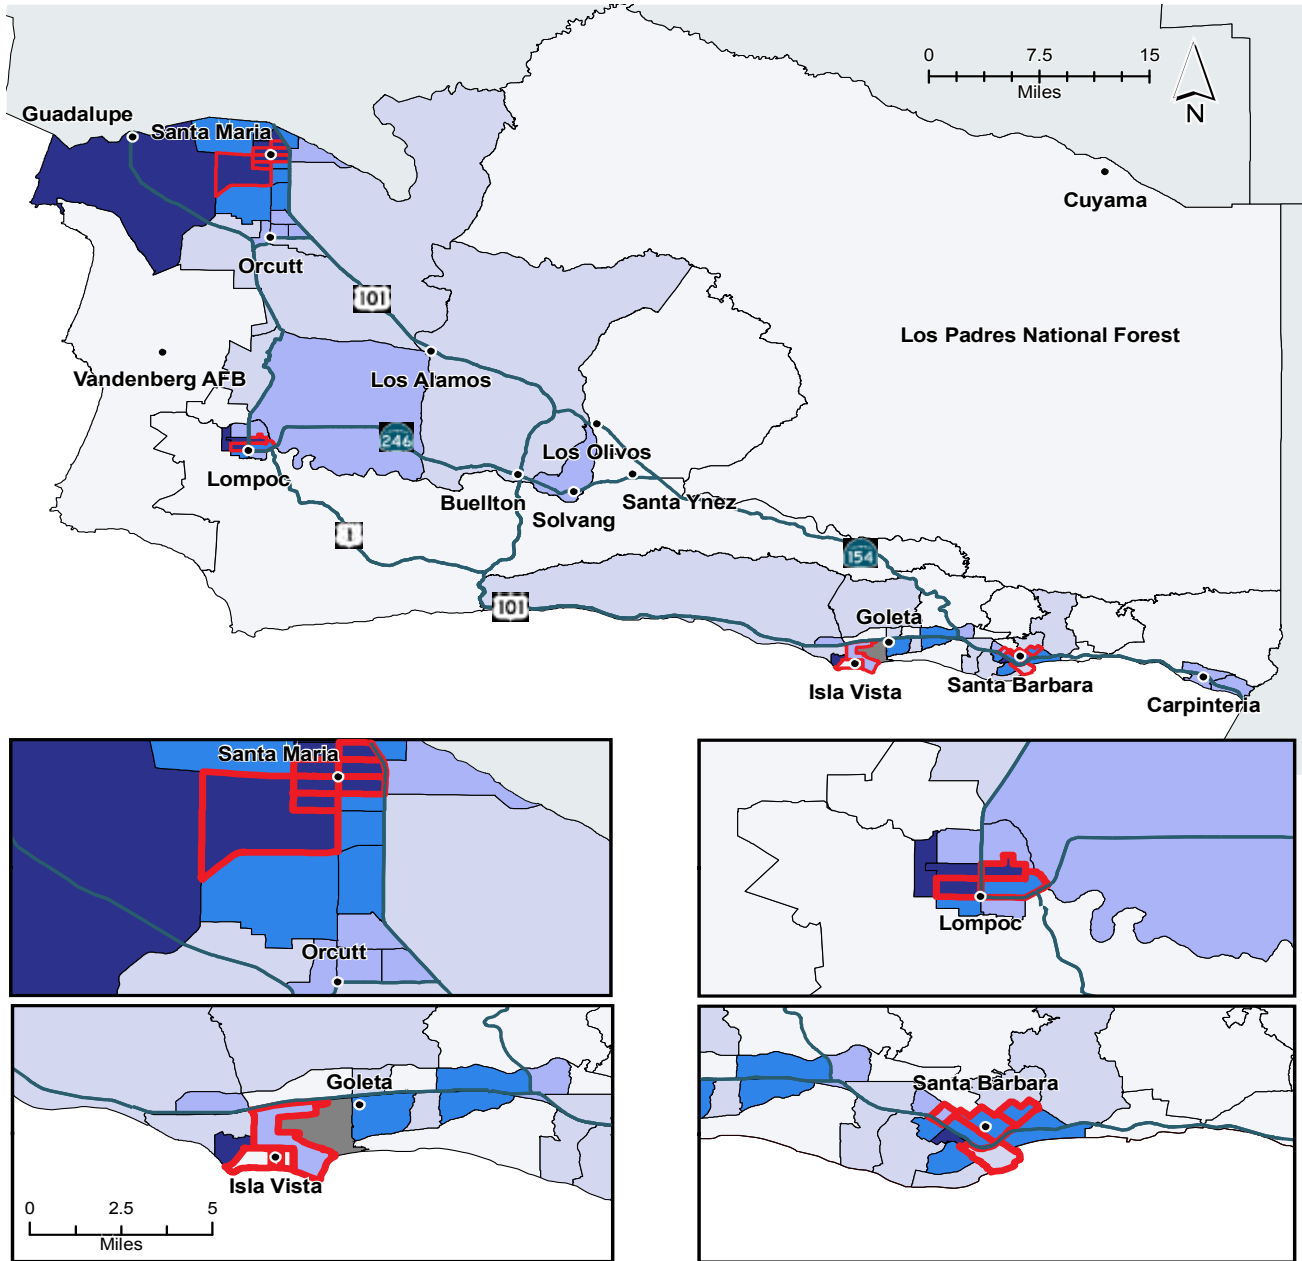 0 7.5 15
Miles
N
Guadalupe
Santa Maria
Cuyama
Orcutt
101
Los Padres National Forest
Vandenberg AFB
Los Alamos
246
Los Olivos
Lompoc
Buellton
Santa Ynez
Solvang
1
154
101
Goleta
Isla Vista
Santa Barbara
Carpinteria
Santa Maria
Orcutt
Lompoc
Goleta
Isla Vista
0 2.5 5
Miles
Santa Barbara